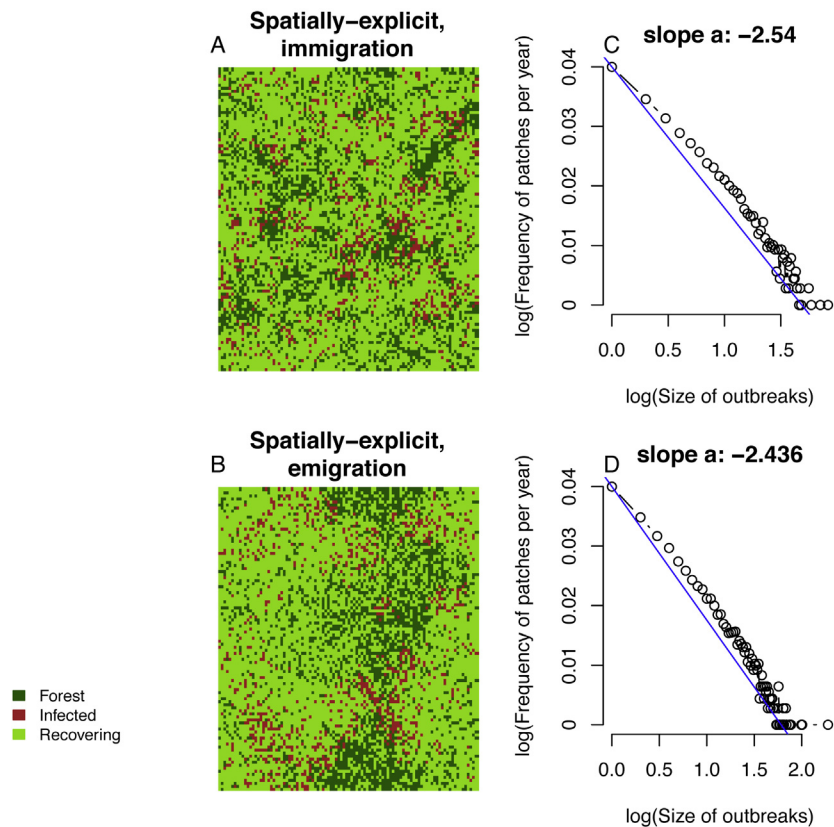 A
Spatially−explicit,
immigration
C
slope a: −2.54
log(Frequency of patches per year)
0.04
0.03
0.02
0.01
0
0.0 0.5 1.0 1.5
log(Size of outbreaks)
B
Spatially−explicit,
emigration
D
slope a: −2.436
log(Frequency of patches per year)
0.04
0.03
0.02
0.01
0
0.0 0.5 1.0 1.5 2.0
log(Size of outbreaks)
Forest
Infected
Recovering